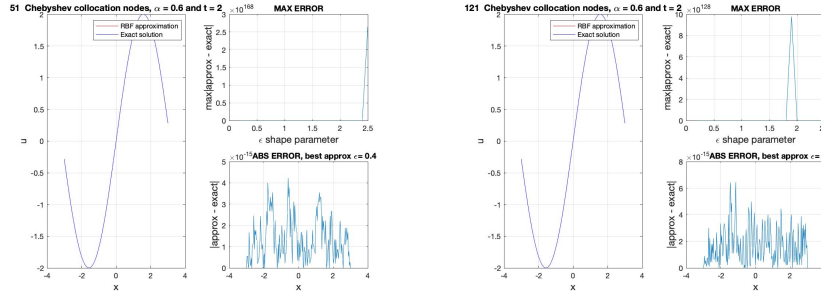 51 Chebyshev collocation nodes, α = 0.6 and t = 2
2
1.5
1
0.5
0
-0.5
-1
-1.5
-2
-4 -2 0 2 4
u
x
RBF approximation
Exact solution
×10^168 MAX ERROR
3
2.5
2
1.5
1
0.5
0
0 0.5 1 1.5 2 2.5
max|approx - exact|
ϵ shape parameter
×10^-15 ABS ERROR, best approx ϵ= 0.4
5
4
3
2
1
0
-4 -2 0 2 4
|approx - exact|
x
121 Chebyshev collocation nodes, α = 0.6 and t = 2
2
1.5
1
0.5
0
-0.5
-1
-1.5
-2
-4 -2 0 2 4
u
x
RBF approximation
Exact solution
×10^128 MAX ERROR
10
8
6
4
2
0
0 0.5 1 1.5 2
max|approx - exact|
ϵ shape parameter
×10^-15 ABS ERROR, best approx ϵ =
8
6
4
2
0
-4 -2 0 2
|approx - exact|
x